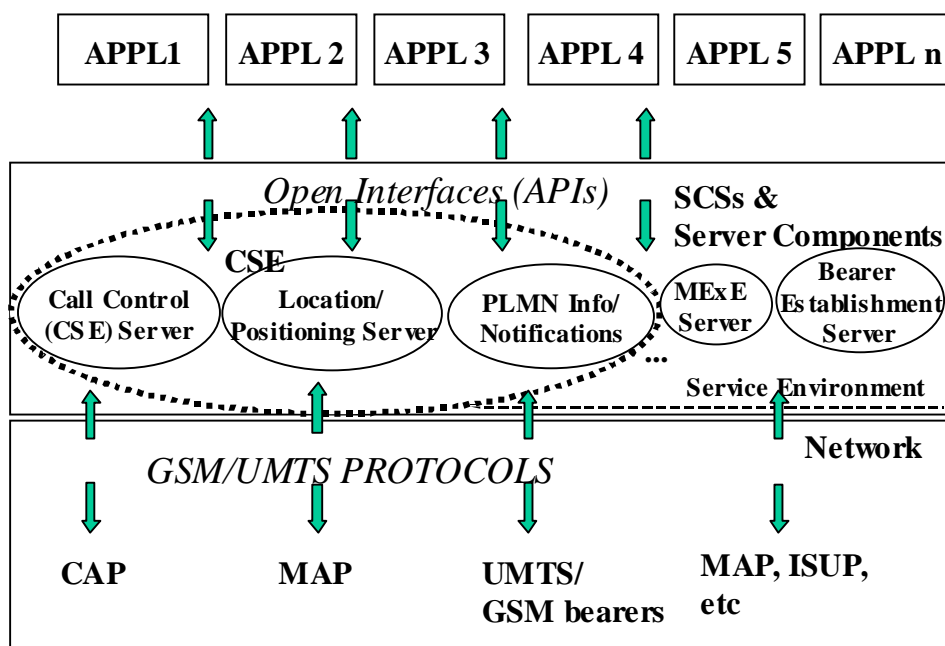 APPL1 APPL 2 APPL 3 APPL 4 APPL 5 APPL n
Open Interfaces (APIs)
SCSs &
Server Components
CSE
Call Control
(CSE) Server
Location/
Positioning Server
PLMN Info/
Notifications
MExE
Server
Bearer
Establishment
Server
...
Service Environment
Network
GSM/UMTS PROTOCOLS
CAP
MAP
UMTS/
GSM bearers
MAP, ISUP,
etc